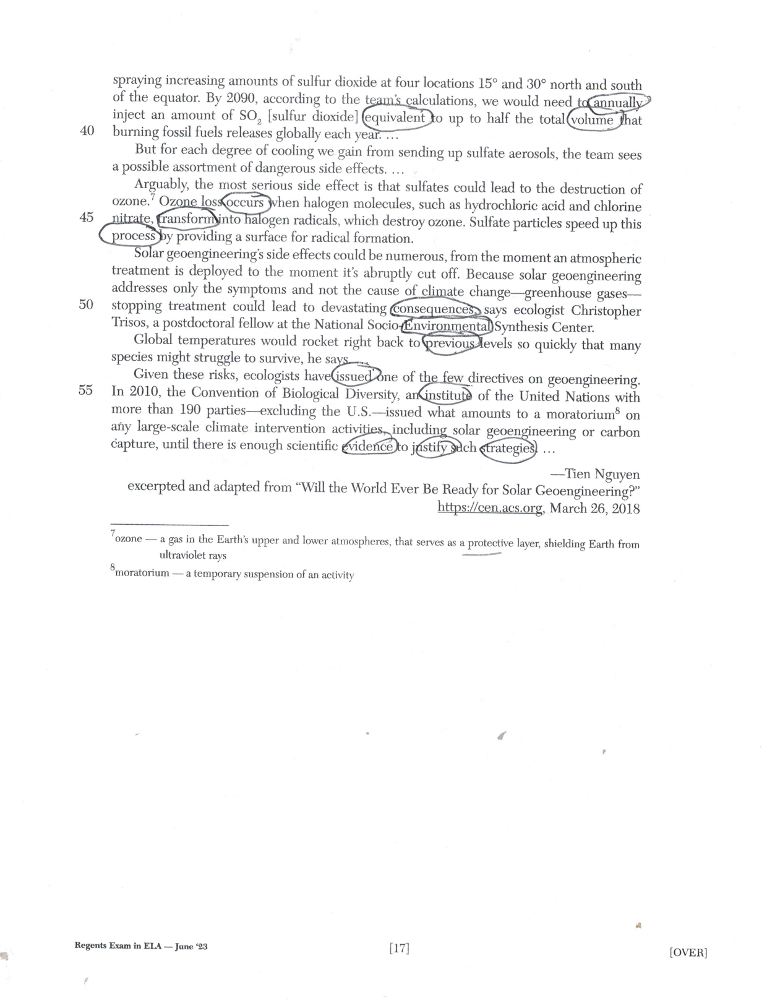 spraying increasing amounts of sulfur dioxide at four locations 15° and 30° north and south
of the equator. By 2090, according to the team's calculations, we would need to annually
inject an amount of SO₂ [sulfur dioxide] equivalent to up to half the total volume that
40 burning fossil fuels releases globally each year. …
But for each degree of cooling we gain from sending up sulfate aerosols, the team sees
a possible assortment of dangerous side effects. …
Arguably, the most serious side effect is that sulfates could lead to the destruction of
ozone.⁷ Ozone loss occurs when halogen molecules, such as hydrochloric acid and chlorine
45 nitrate, transform into halogen radicals, which destroy ozone. Sulfate particles speed up this
process by providing a surface for radical formation.
Solar geoengineering's side effects could be numerous, from the moment an atmospheric
treatment is deployed to the moment it's abruptly cut off. Because solar geoengineering
addresses only the symptoms and not the cause of climate change—greenhouse gases—
50 stopping treatment could lead to devastating consequences, says ecologist Christopher
Trisos, a postdoctoral fellow at the National Socio-Environmental Synthesis Center.
Global temperatures would rocket right back to previous levels so quickly that many
species might struggle to survive, he says. …
Given these risks, ecologists have issued one of the few directives on geoengineering.
55 In 2010, the Convention of Biological Diversity, an institute of the United Nations with
more than 190 parties—excluding the U.S.—issued what amounts to a moratorium⁸ on
any large-scale climate intervention activities, including solar geoengineering or carbon
capture, until there is enough scientific evidence to justify such strategies. …
—Tien Nguyen
excerpted and adapted from “Will the World Ever Be Ready for Solar Geoengineering?”
https://cen.acs.org, March 26, 2018
⁷ozone — a gas in the Earth's upper and lower atmospheres, that serves as a protective layer, shielding Earth from
ultraviolet rays
⁸moratorium — a temporary suspension of an activity
Regents Exam in ELA — June ‘23
[17]
[OVER]